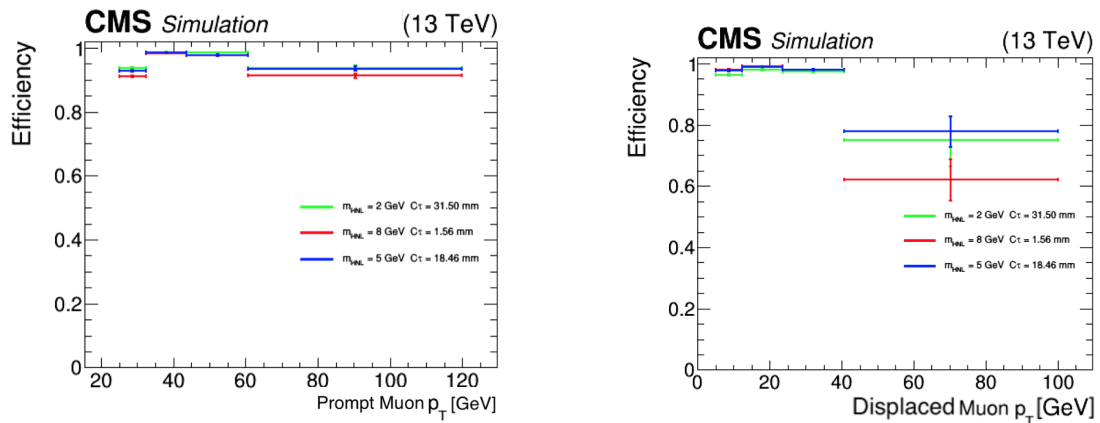 CMS Simulation (13 TeV)
Efficiency
1
0.8
0.6
0.4
0.2
0
m_HNL = 2 GeV Cτ = 31.50 mm
m_HNL = 8 GeV Cτ = 1.56 mm
m_HNL = 5 GeV Cτ = 18.46 mm
20 40 60 80 100 120
Prompt Muon p_T [GeV]
CMS Simulation (13 TeV)
Efficiency
1
0.8
0.6
0.4
0.2
0
m_HNL = 2 GeV Cτ = 31.50 mm
m_HNL = 8 GeV Cτ = 1.56 mm
m_HNL = 5 GeV Cτ = 18.46 mm
0 20 40 60 80 100
Displaced Muon p_T [GeV]